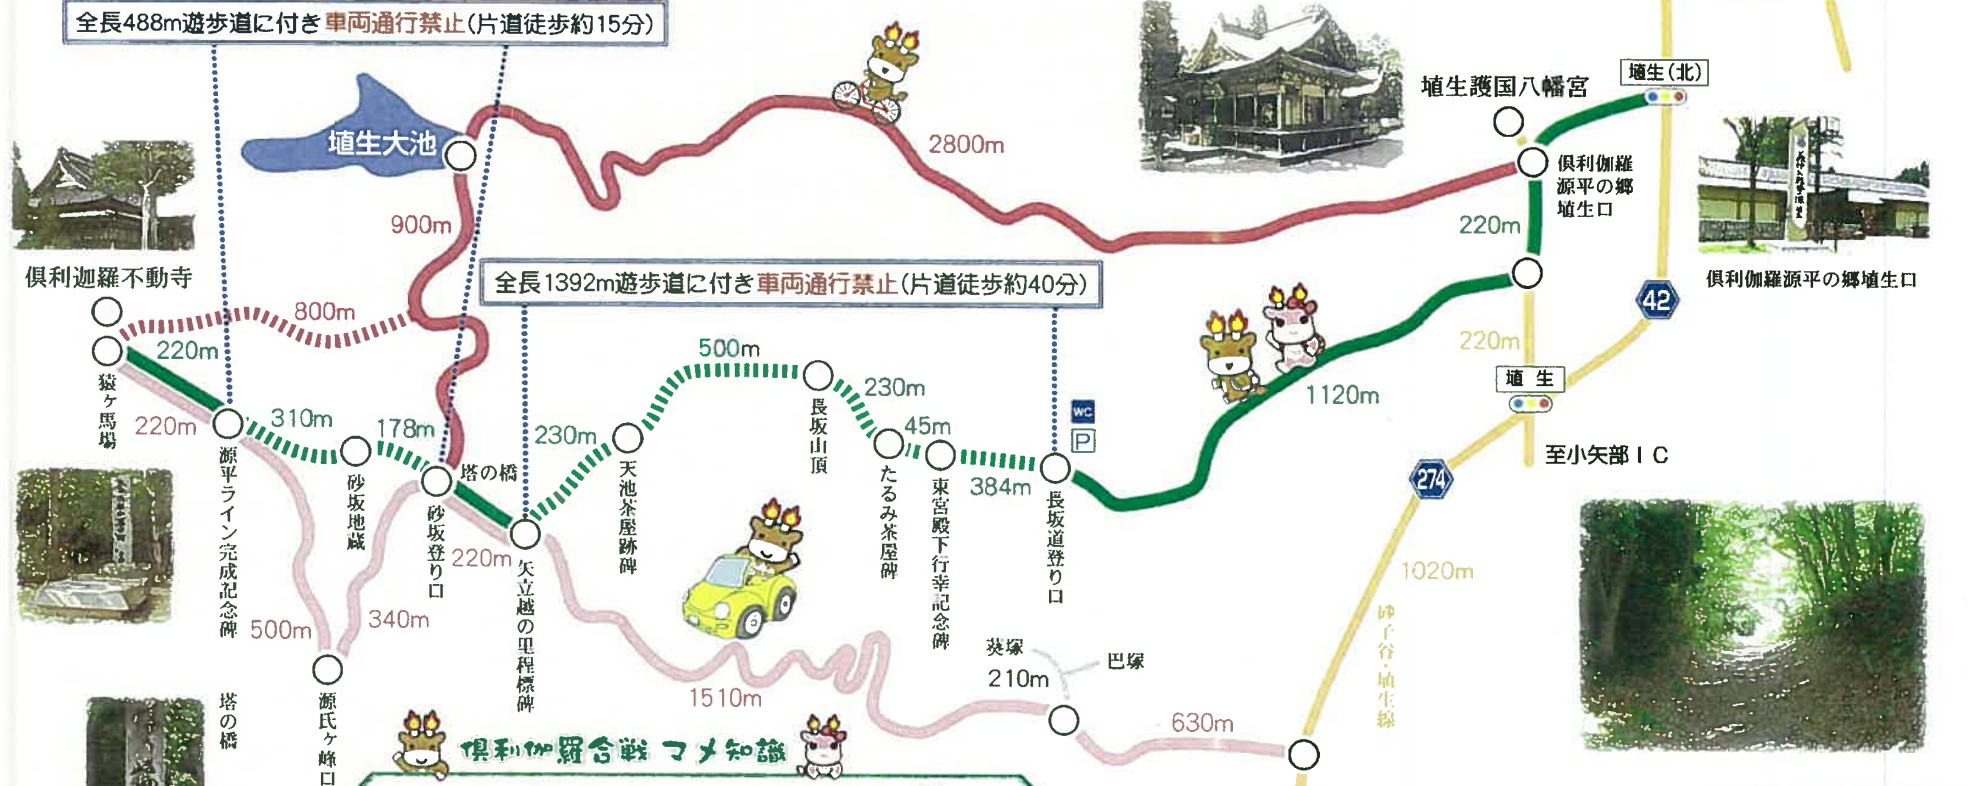 全長488m遊歩道に付き車両通行禁止(片道徒歩約15分)
埴生大池
2800m
埴生護国八幡宮
埴生(北)
倶利伽羅
源平の郷
埴生口
倶利伽羅源平の郷埴生口
900m
220m
倶利伽羅不動寺
全長1392m遊歩道に付き車両通行禁止(片道徒歩約40分)
42
800m
220m
220m
500m
埴生
猿ヶ馬場
220m
310m
178m
230m
長坂山頂
230m
45m
384m
WC
P
1120m
至小矢部IC
274
源平ライン完成記念碑
砂坂地蔵
塔の橋
砂坂登り口
220m
天池茶屋跡碑
たるみ茶屋碑
東宮殿下行幸記念碑
長坂道登り口
矢立越の里程標碑
1020m
砂子谷・埴生線
500m
340m
源氏ヶ峰口
塔の橋
1510m
葵塚
巴塚
210m
630m
倶利伽羅合戦 マメ知識